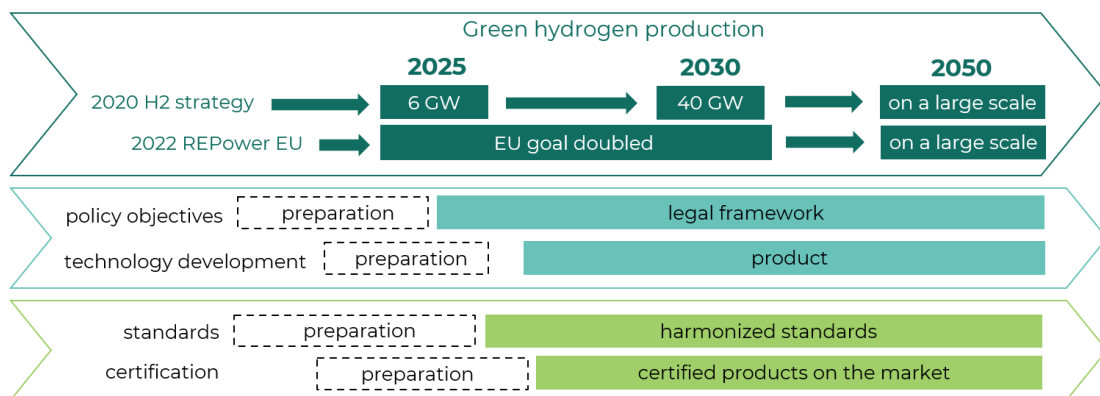 Green hydrogen production
2025 2030 2050
2020 H2 strategy 6 GW 40 GW on a large scale
2022 REPower EU EU goal doubled on a large scale
policy objectives preparation legal framework
technology development preparation product
standards preparation harmonized standards
certification preparation certified products on the market